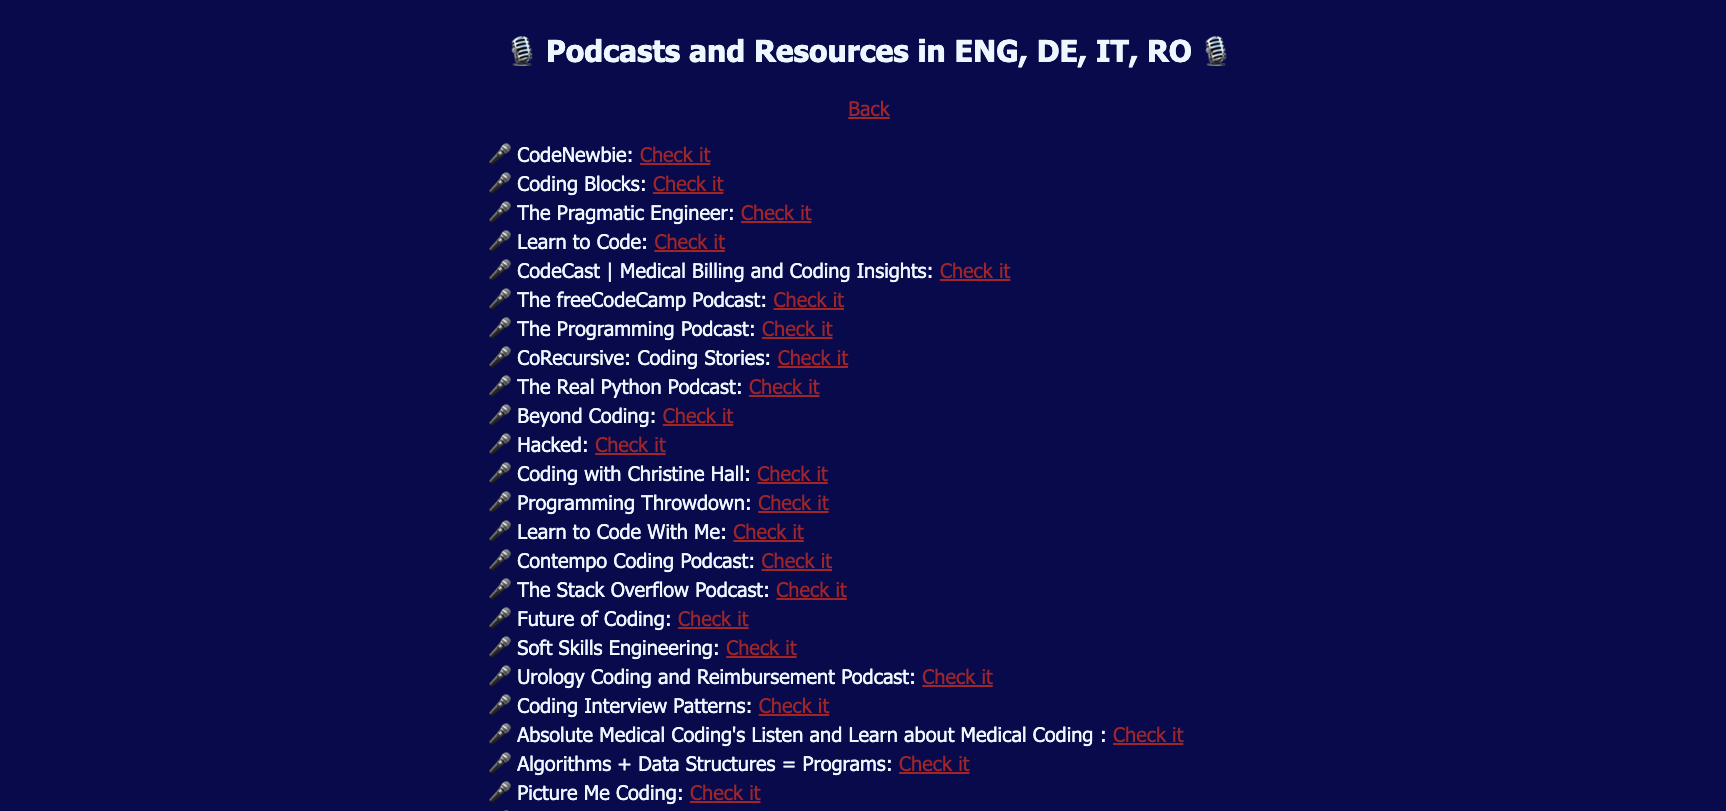 🎙️ Podcasts and Resources in ENG, DE, IT, RO 🎙️
Back
🎤 CodeNewbie: Check it
🎤 Coding Blocks: Check it
🎤 The Pragmatic Engineer: Check it
🎤 Learn to Code: Check it
🎤 CodeCast | Medical Billing and Coding Insights: Check it
🎤 The freeCodeCamp Podcast: Check it
🎤 The Programming Podcast: Check it
🎤 CoRecursive: Coding Stories: Check it
🎤 The Real Python Podcast: Check it
🎤 Beyond Coding: Check it
🎤 Hacked: Check it
🎤 Coding with Christine Hall: Check it
🎤 Programming Throwdown: Check it
🎤 Learn to Code With Me: Check it
🎤 Contempo Coding Podcast: Check it
🎤 The Stack Overflow Podcast: Check it
🎤 Future of Coding: Check it
🎤 Soft Skills Engineering: Check it
🎤 Urology Coding and Reimbursement Podcast: Check it
🎤 Coding Interview Patterns: Check it
🎤 Absolute Medical Coding's Listen and Learn about Medical Coding : Check it
🎤 Algorithms + Data Structures = Programs: Check it
🎤 Picture Me Coding: Check it